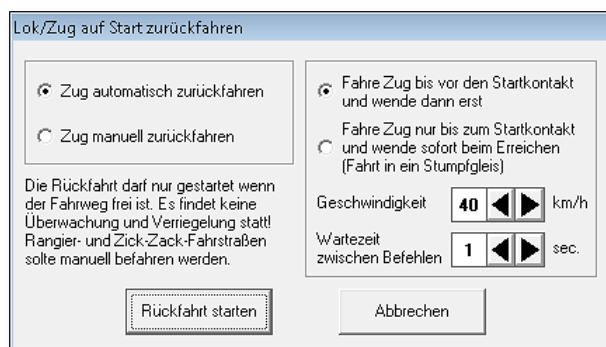 Lok/Zug auf Start zurückfahren
Zug automatisch zurückfahren
Zug manuell zurückfahren
Die Rückfahrt darf nur gestartet wenn
der Fahrweg frei ist. Es findet keine
Überwachung und Verriegelung statt!
Rangier- und Zick-Zack-Fahrstraßen
solte manuell befahren werden.
Fahre Zug bis vor den Startkontakt
und wende dann erst
Fahre Zug nur bis zum Startkontakt
und wende sofort beim Erreichen
(Fahrt in ein Stumpfgleis)
Geschwindigkeit 40 km/h
Wartezeit
zwischen Befehlen 1 sec.
Rückfahrt starten
Abbrechen